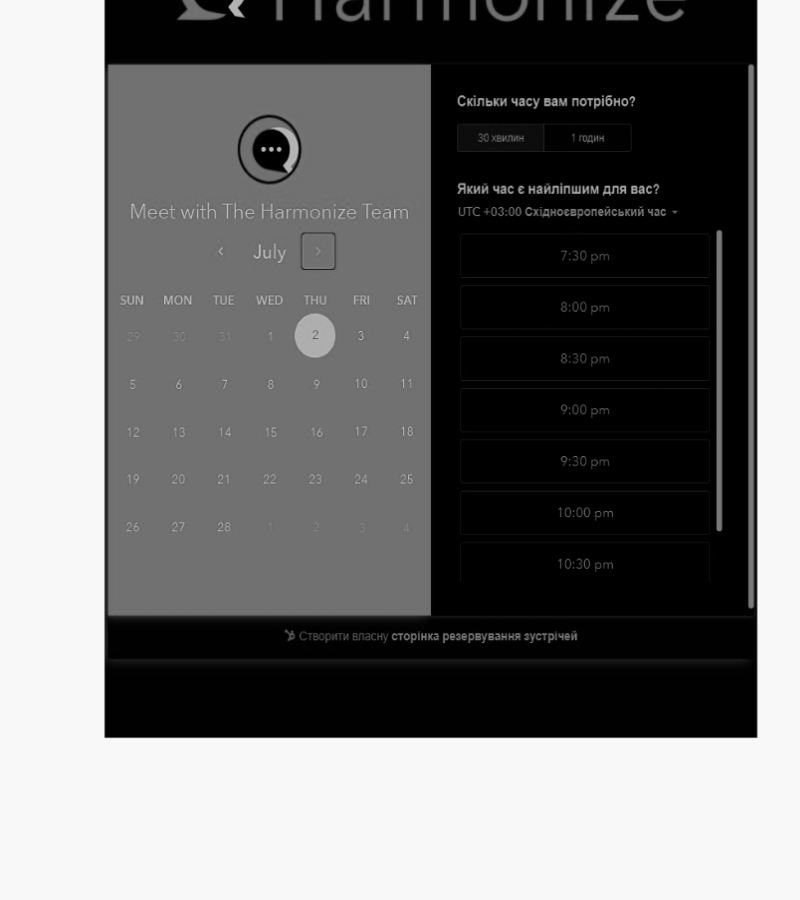 Harmonize
Meet with The Harmonize Team
July
SUN MON TUE WED THU FRI SAT
29 30 31 1 2 3 4
5 6 7 8 9 10 11
12 13 14 15 16 17 18
19 20 21 22 23 24 25
26 27 28 1 2 3 4
Скільки часу вам потрібно?
30 хвилин 1 годин
Який час є найліпшим для вас?
UTC +03:00 Східноєвропейський час
7:30 pm
8:00 pm
8:30 pm
9:00 pm
9:30 pm
10:00 pm
10:30 pm
Створити власну сторінка резервування зустрічей